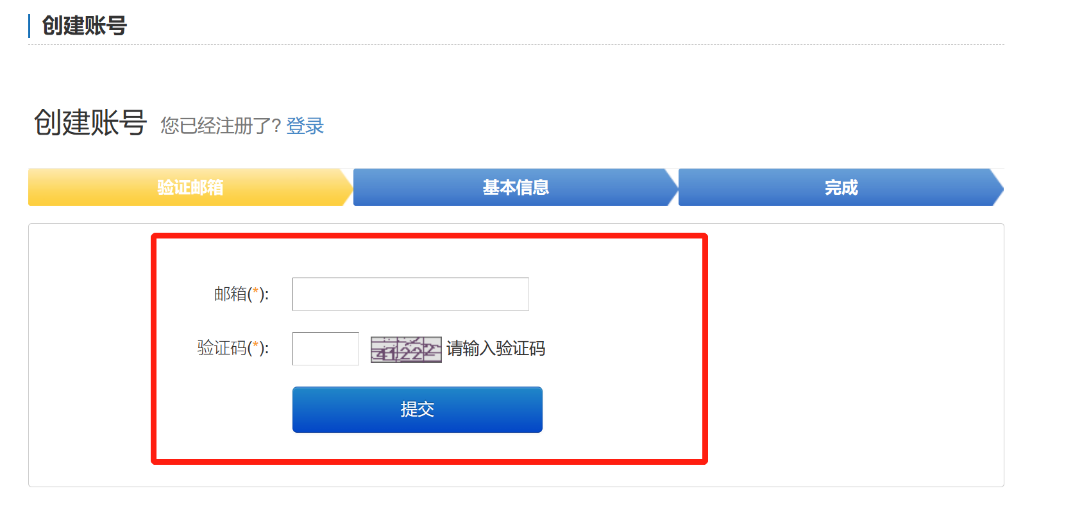 创建账号
创建账号 您已经注册了? 登录
验证邮箱 基本信息 完成
邮箱(*):
验证码(*): 41222 请输入验证码
提交